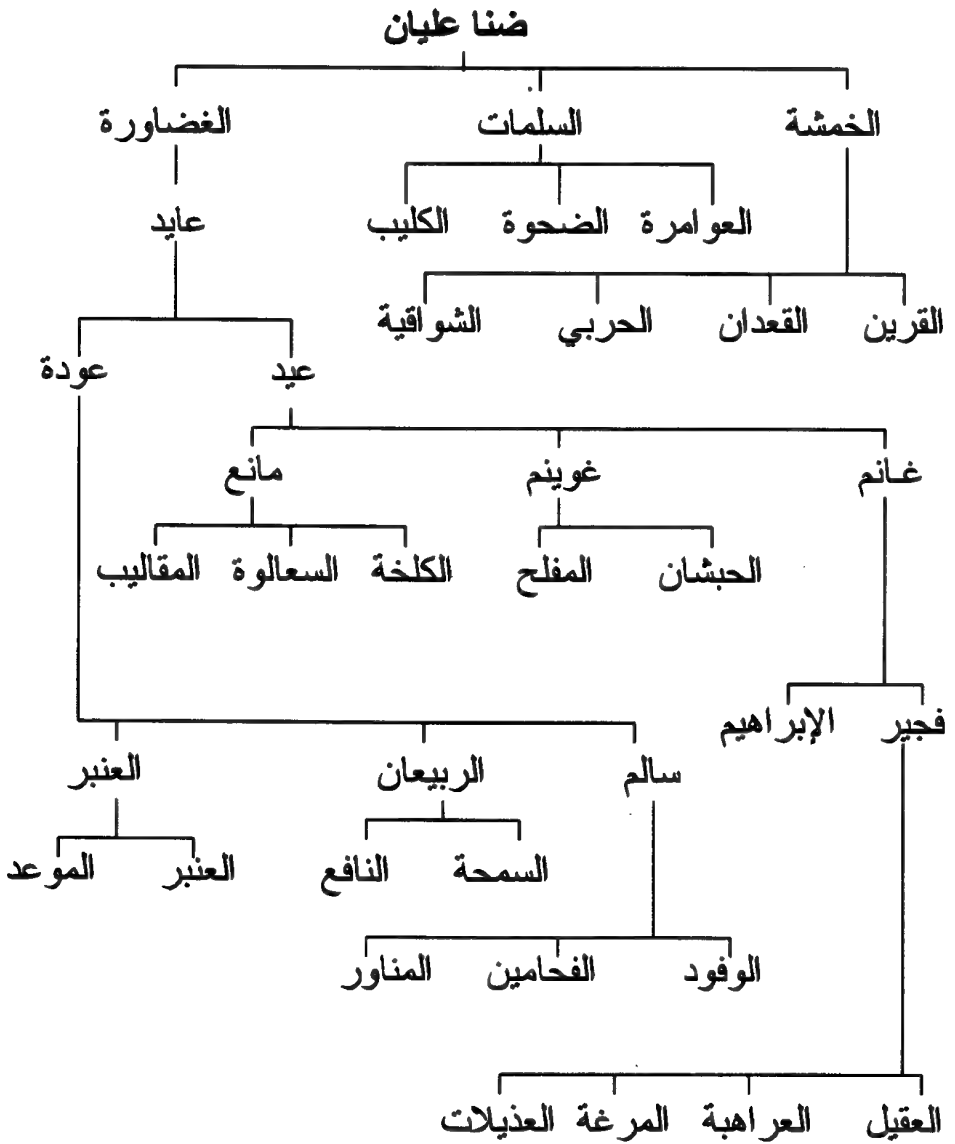 ضنا عليان
الخمشة السلمات الغضاورة
العوامرة الضحوة الكليب عايد
القرين القعدان الحربي الشواقية
عيد عودة
غانم غوينم مانع
الحبشان المفلح الكلخة السعالوة المقاليب
فجير الإبراهيم
سالم الربيعان العنبر
السمحة النافع العنبر الموعد
الوفود الفحامين المناور
العقيل العراهبة المرغة العذيلات